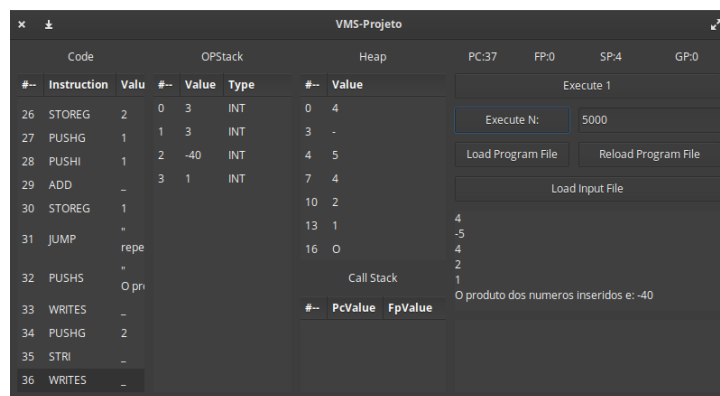 VMS-Projeto
Code
#-- Instruction Valu
26 STOREG 2
27 PUSHG 1
28 PUSHI 1
29 ADD _
30 STOREG 1
31 JUMP " repe
32 PUSHS " O pro
33 WRITES _
34 PUSHG 2
35 STRI _
36 WRITES _
OPStack
#-- Value Type
0 3 INT
1 3 INT
2 -40 INT
3 1 INT
Heap
#-- Value
0 4
3 -
4 5
7 4
10 2
13 1
16 O
Call Stack
#-- PcValue FpValue
PC:37 FP:0 SP:4 GP:0
Execute 1
Execute N: 5000
Load Program File Reload Program File
Load Input File
4
-5
4
2
1
O produto dos numeros inseridos e: -40